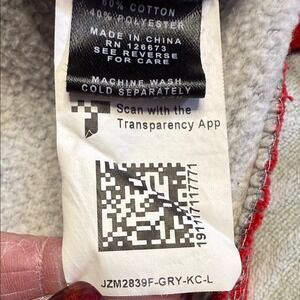 60% COTTON
40% POLYESTER
MADE IN CHINA
RN 126673
SEE REVERSE
FOR CARE
MACHINE WASH
COLD SEPARATELY
Scan with the
Transparency App
191177117771
JZM2839F-GRY-KC-L